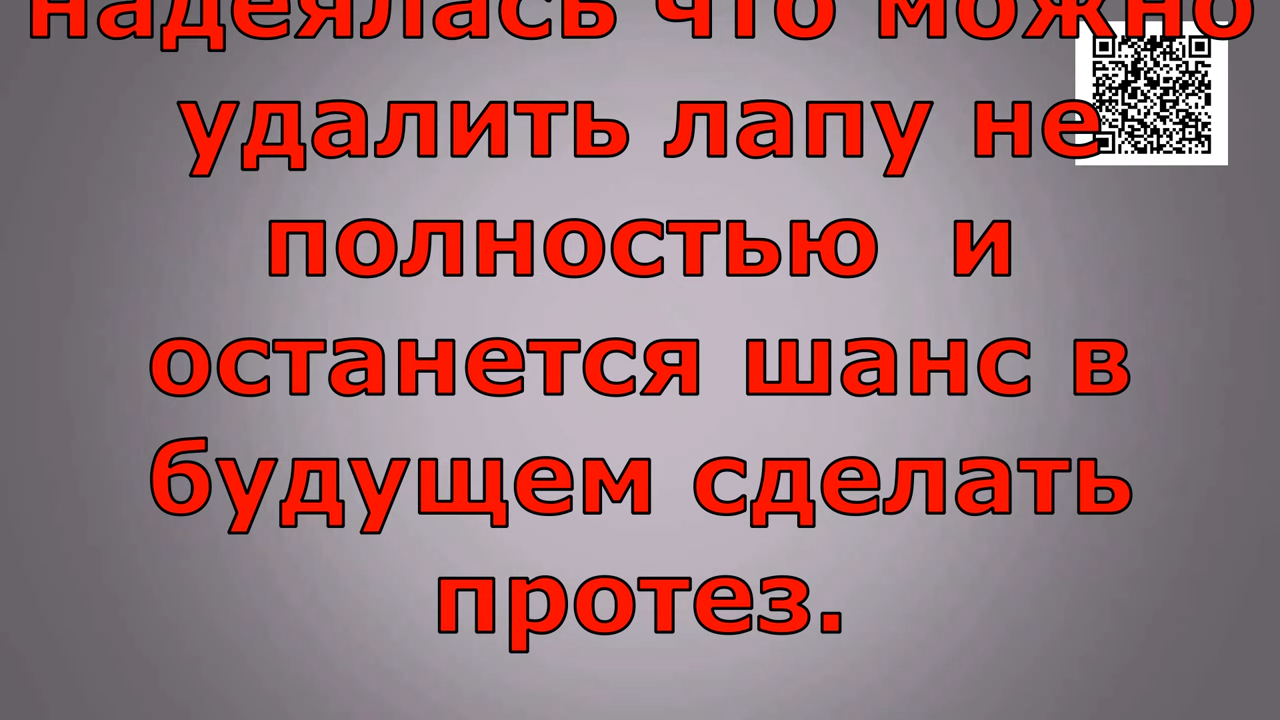 надеялась что можно
удалить лапу не
полностью и
останется шанс в
будущем сделать
протез.